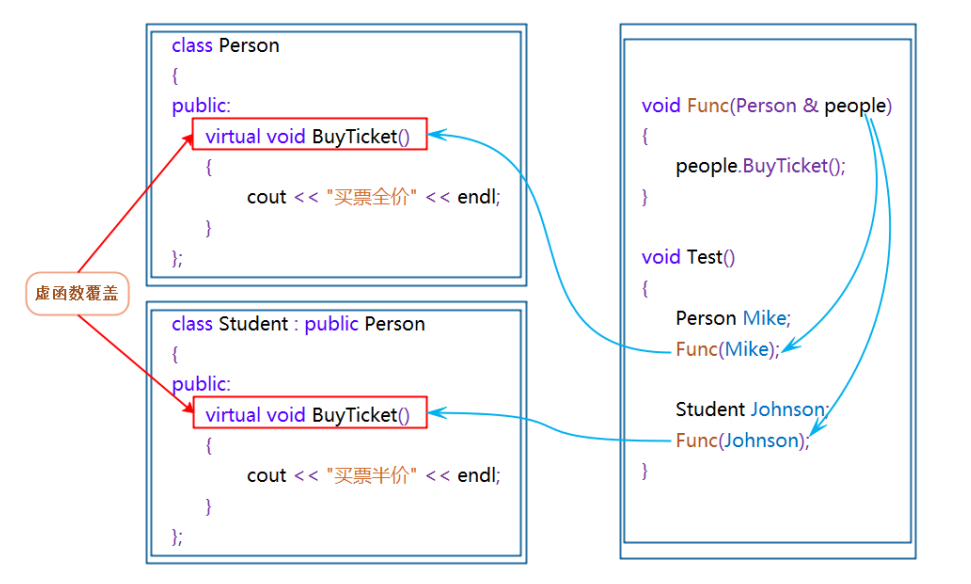 class Person
{
public:
virtual void BuyTicket()
{
cout << "买票全价" << endl;
}
};
虚函数覆盖
class Student : public Person
{
public:
virtual void BuyTicket()
{
cout << "买票半价" << endl;
}
};
void Func(Person & people)
{
people.BuyTicket();
}
void Test()
{
Person Mike;
Func(Mike);
Student Johnson;
Func(Johnson);
}